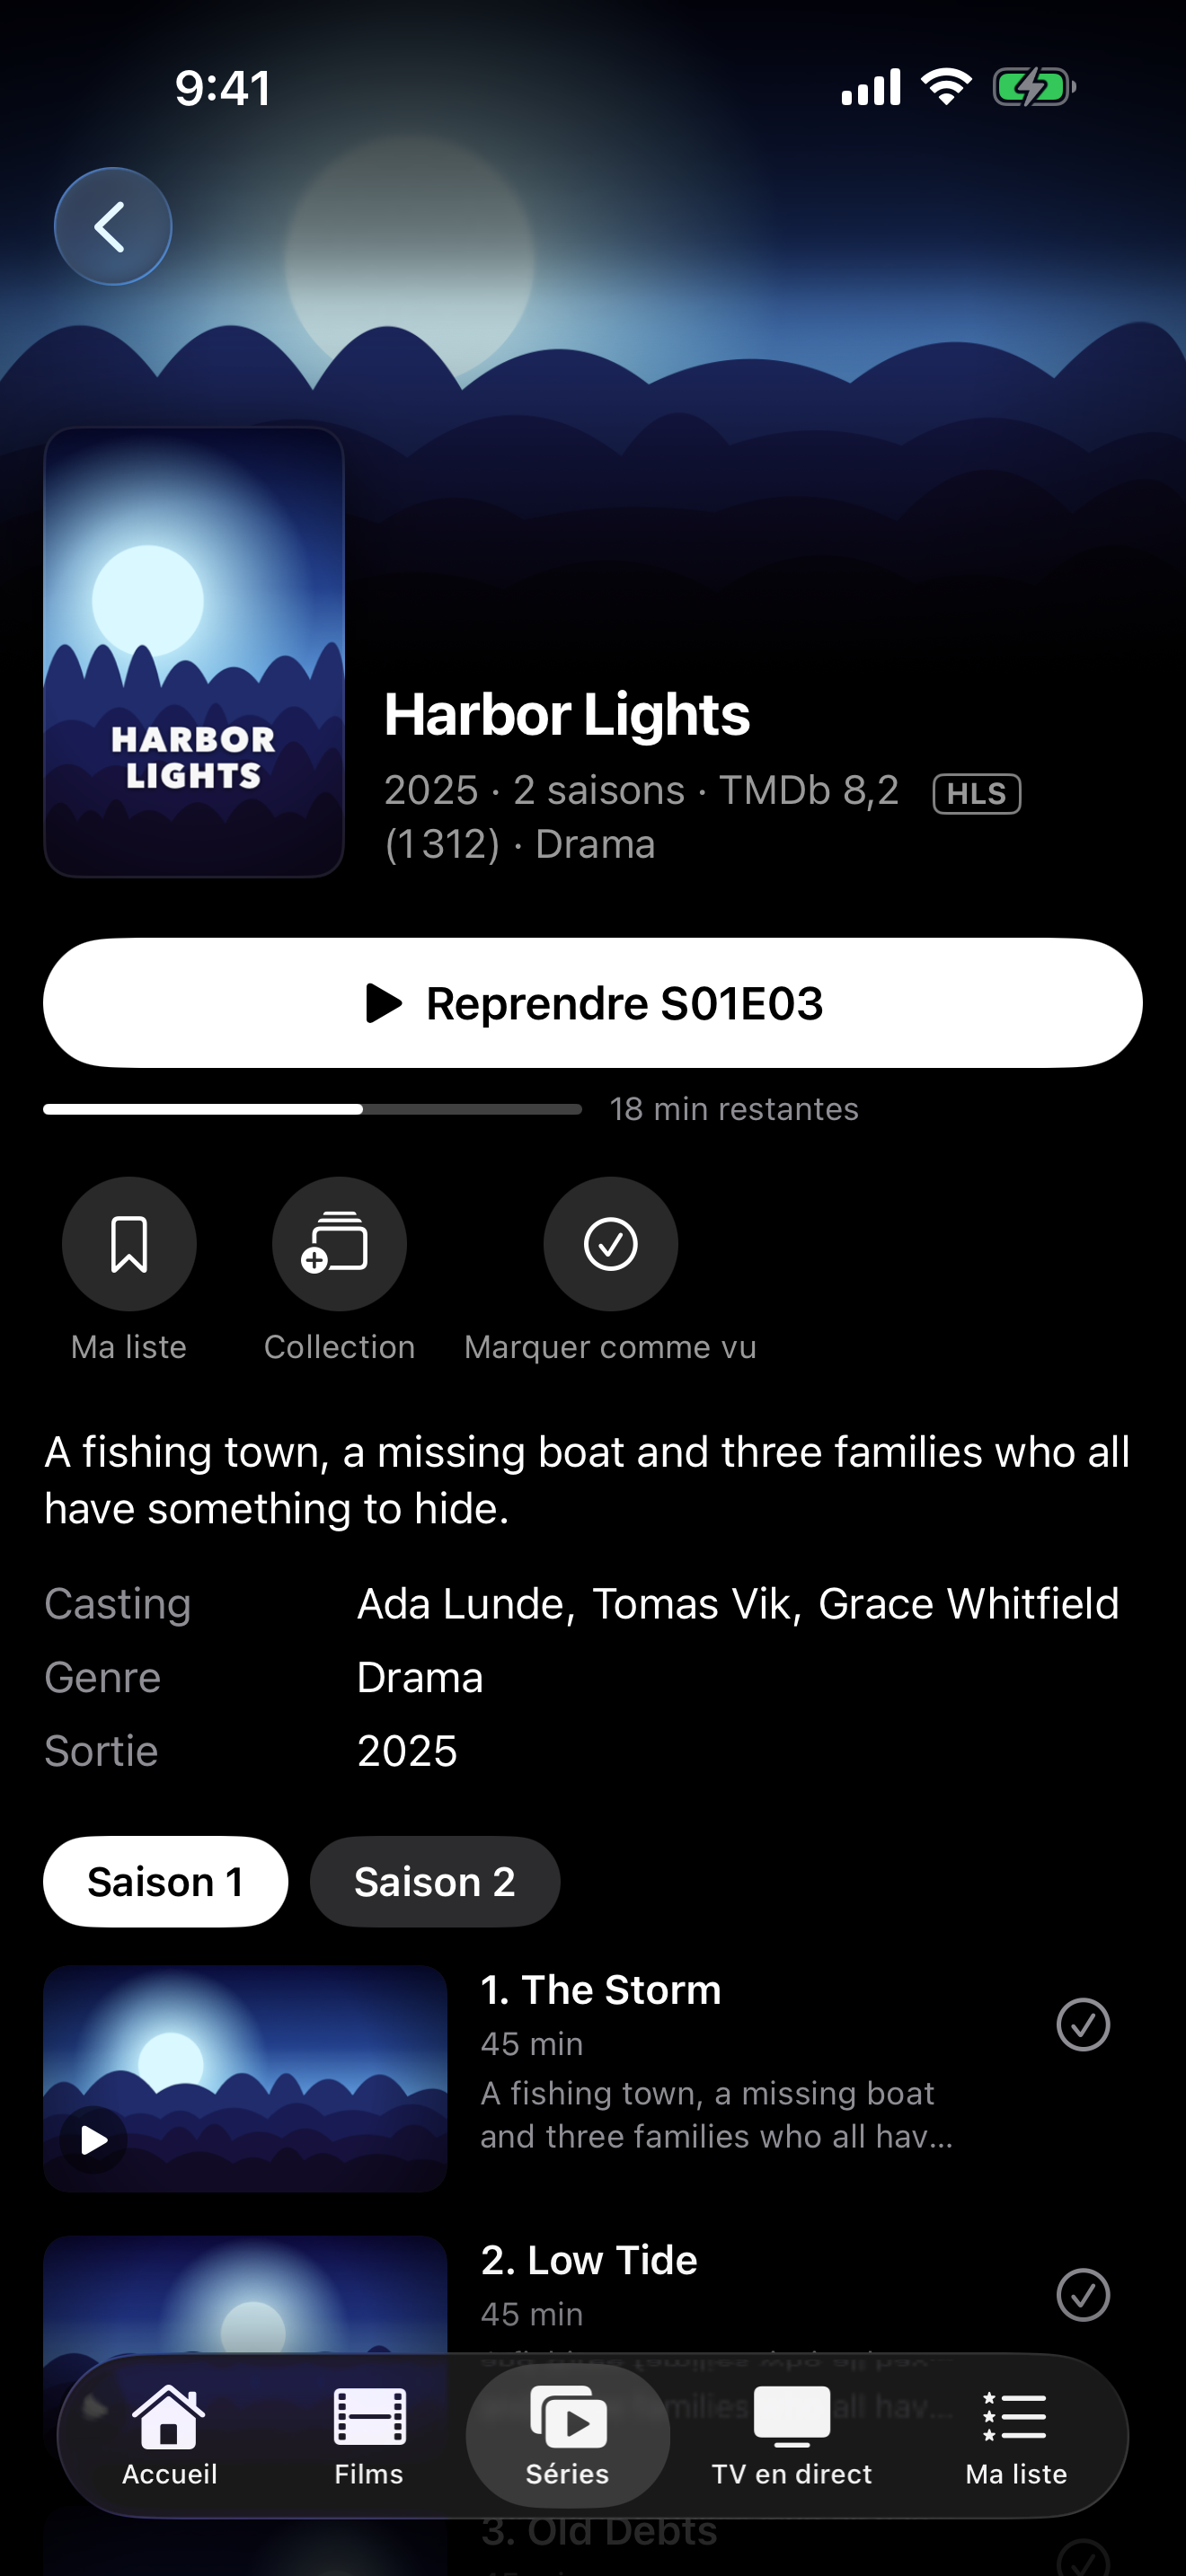 9:41
HARBOR
LIGHTS
Harbor Lights
2025 · 2 saisons · TMDb 8,2 HLS
(1 312) · Drama
Reprendre S01E03
18 min restantes
Ma liste
Collection
Marquer comme vu
A fishing town, a missing boat and three families who all
have something to hide.
Casting Ada Lunde, Tomas Vik, Grace Whitfield
Genre Drama
Sortie 2025
Saison 1
Saison 2
1. The Storm
45 min
A fishing town, a missing boat
and three families who all hav...
2. Low Tide
45 min
families all hav...
Accueil
Films
Séries
TV en direct
Ma liste
3. Old Debts